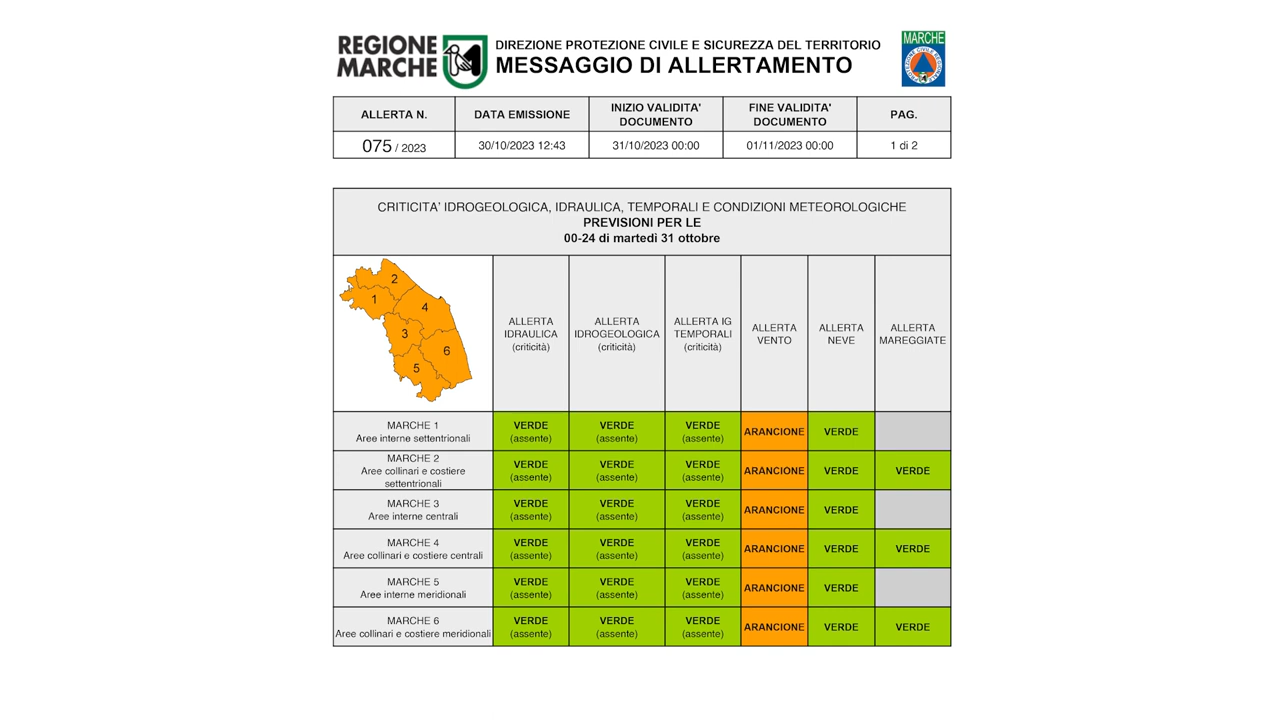 REGIONE
MARCHE
DIREZIONE PROTEZIONE CIVILE E SICUREZZA DEL TERRITORIO
MESSAGGIO DI ALLERTAMENTO
MARCHE
ALLERTA N.
DATA EMISSIONE
INIZIO VALIDITA'
DOCUMENTO
FINE VALIDITA'
DOCUMENTO
PAG.
075 / 2023
30/10/2023 12:43
31/10/2023 00:00
01/11/2023 00:00
1 di 2
CRITICITA' IDROGEOLOGICA, IDRAULICA, TEMPORALI E CONDIZIONI METEOROLOGICHE
PREVISIONI PER LE
00-24 di martedì 31 ottobre
2
1
4
3
6
5
ALLERTA
IDRAULICA
(criticità)
ALLERTA
IDROGEOLOGICA
(criticità)
ALLERTA IG
TEMPORALI
(criticità)
ALLERTA
VENTO
ALLERTA
NEVE
ALLERTA
MAREGGIATE
MARCHE 1
Aree interne settentrionali
VERDE
(assente)
VERDE
(assente)
VERDE
(assente)
ARANCIONE
VERDE
MARCHE 2
Aree collinari e costiere
settentrionali
VERDE
(assente)
VERDE
(assente)
VERDE
(assente)
ARANCIONE
VERDE
VERDE
MARCHE 3
Aree interne centrali
VERDE
(assente)
VERDE
(assente)
VERDE
(assente)
ARANCIONE
VERDE
MARCHE 4
Aree collinari e costiere centrali
VERDE
(assente)
VERDE
(assente)
VERDE
(assente)
ARANCIONE
VERDE
VERDE
MARCHE 5
Aree interne meridionali
VERDE
(assente)
VERDE
(assente)
VERDE
(assente)
ARANCIONE
VERDE
MARCHE 6
Aree collinari e costiere meridionali
VERDE
(assente)
VERDE
(assente)
VERDE
(assente)
ARANCIONE
VERDE
VERDE